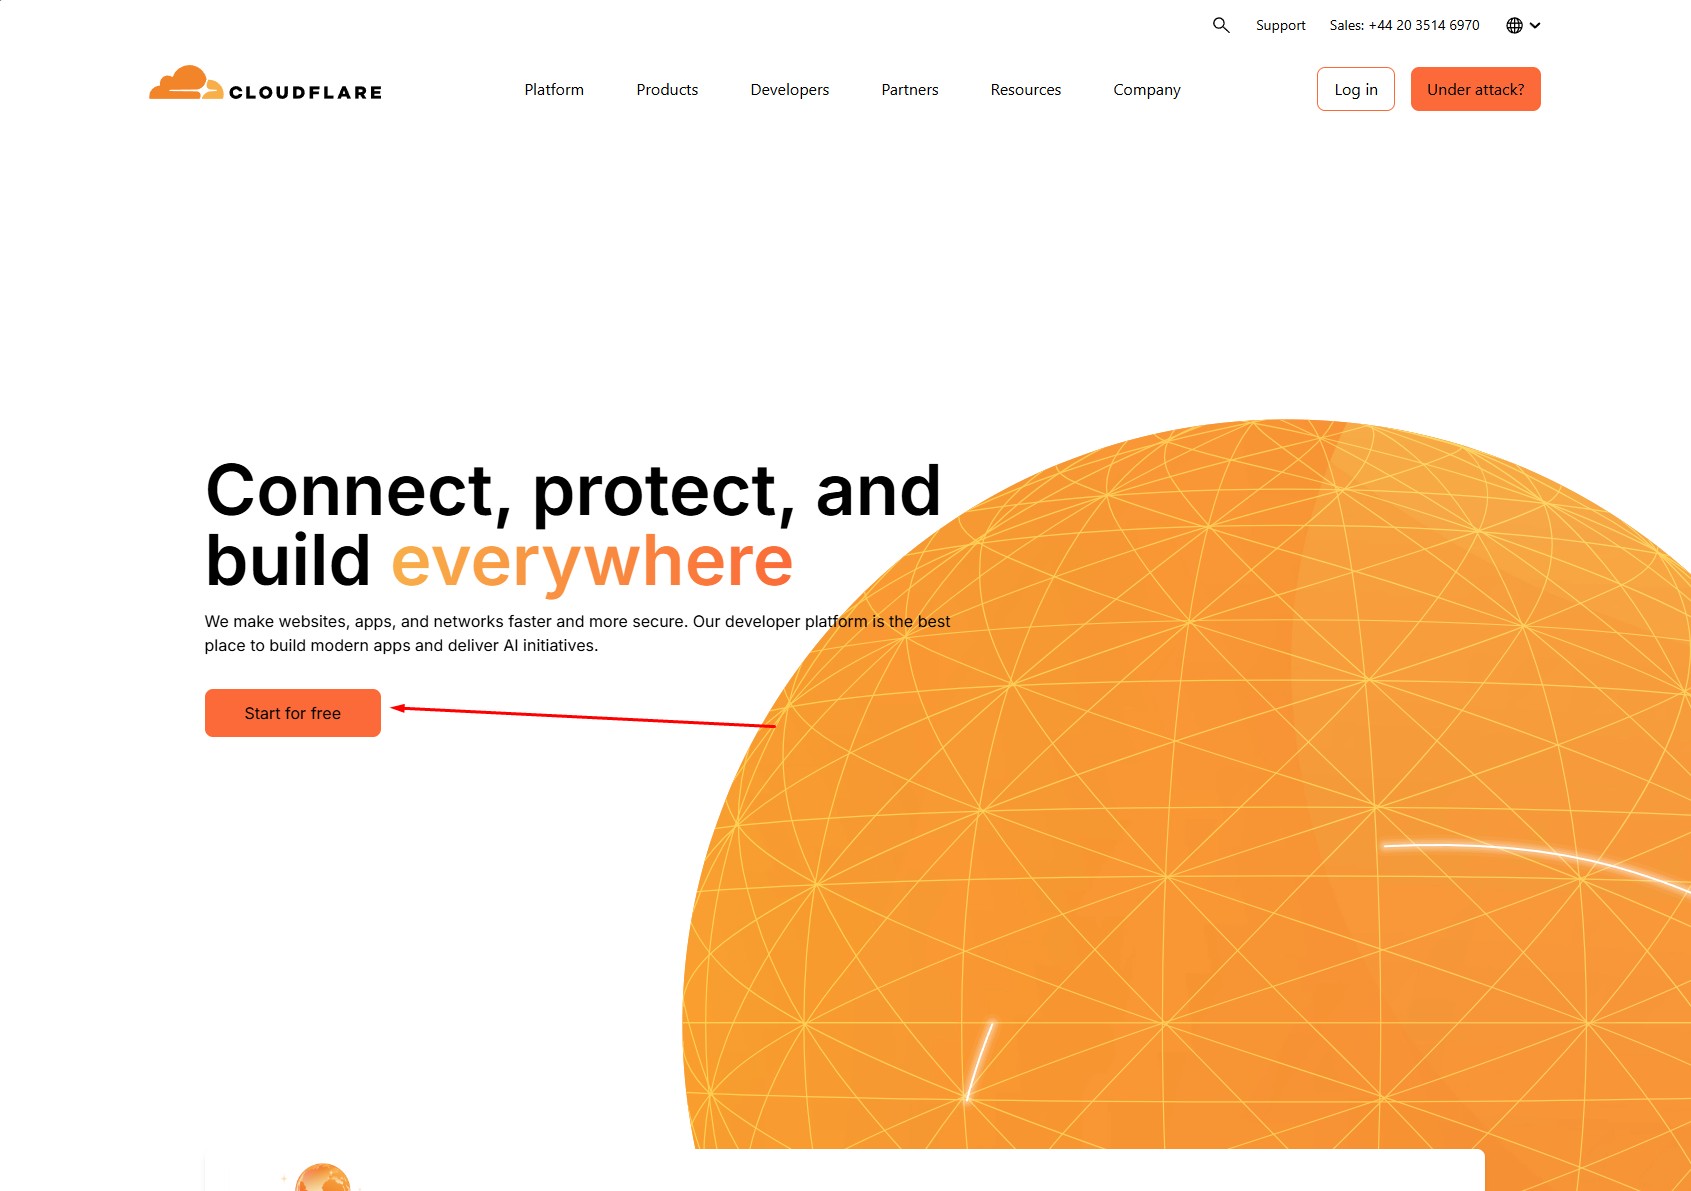 Support Sales: +44 20 3514 6970
CLOUDFLARE Platform Products Developers Partners Resources Company Log in Under attack?
Connect, protect, and
build everywhere
We make websites, apps, and networks faster and more secure. Our developer platform is the best
place to build modern apps and deliver AI initiatives.
Start for free